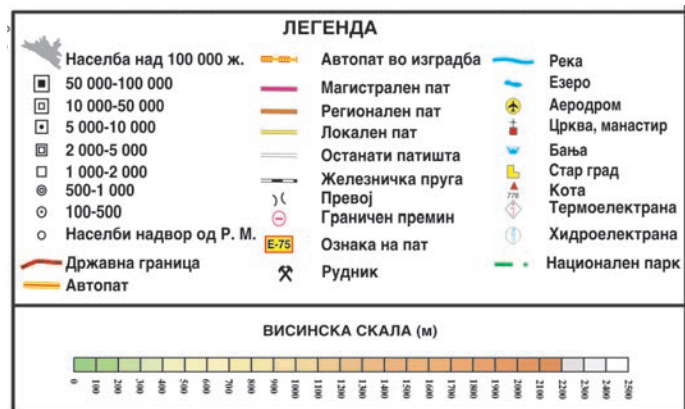 ЛЕГЕНДА
Населба над 100 000 ж.
50 000-100 000
10 000-50 000
5 000-10 000
2 000-5 000
1 000-2 000
500-1 000
100-500
Населби надвор од Р. М.
Државна граница
Автопат
Автопат во изградба
Магистрален пат
Регионален пат
Локален пат
Останати патишта
Железничка пруга
Превој
Граничен премин
E-75 Ознака на пат
Рудник
Река
Езеро
Аеродром
Црква, манастир
Бања
Стар град
776 Кота
Термоелектрана
Хидроелектрана
Национален парк
ВИСИНСКА СКАЛА (м)
0 100 200 300 400 500 600 700 800 900 1000 1100 1200 1300 1400 1500 1600 1700 1800 1900 2000 2100 2200 2300 2400 2500